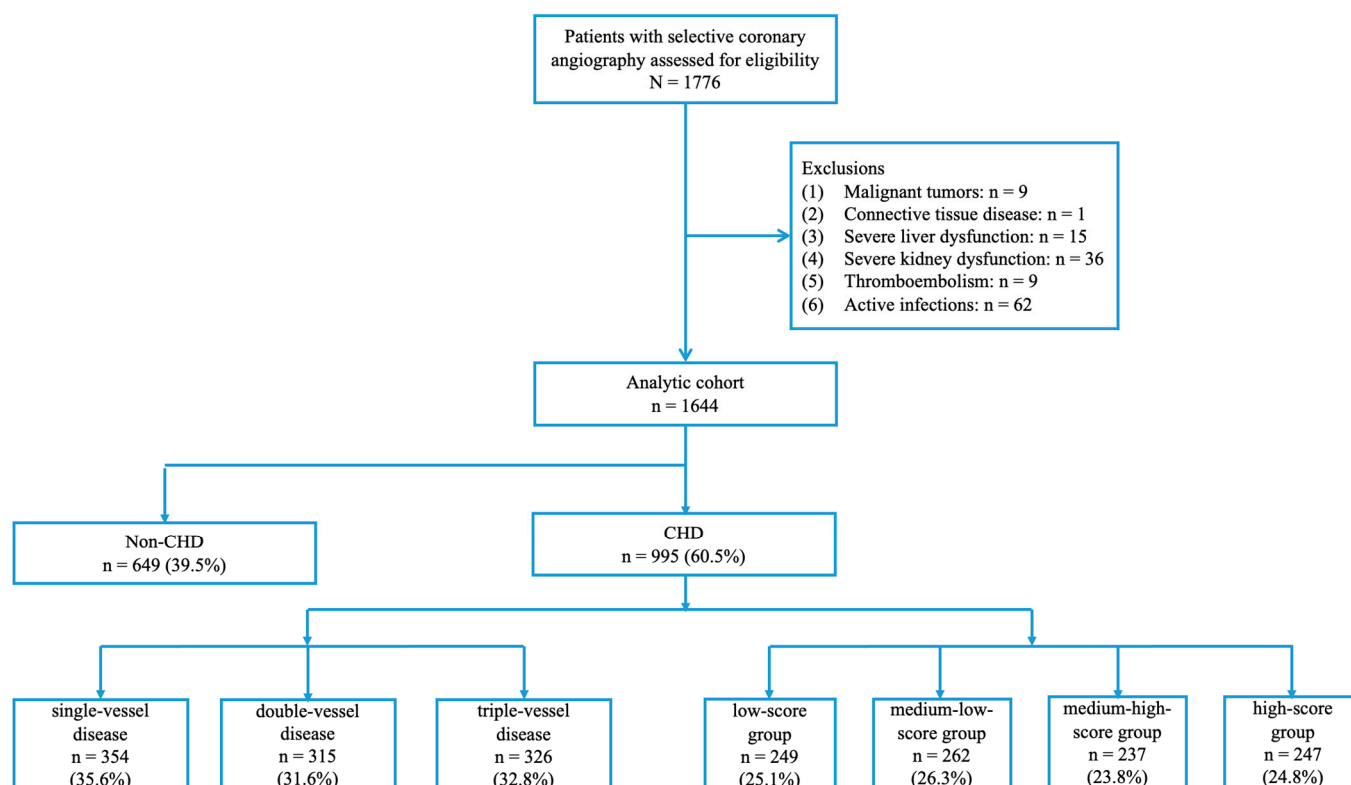 Patients with selective coronary
angiography assessed for eligibility
N = 1776
Exclusions
(1) Malignant tumors: n = 9
(2) Connective tissue disease: n = 1
(3) Severe liver dysfunction: n = 15
(4) Severe kidney dysfunction: n = 36
(5) Thromboembolism: n = 9
(6) Active infections: n = 62
Analytic cohort
n = 1644
Non-CHD
n = 649 (39.5%)
CHD
n = 995 (60.5%)
single-vessel
disease
n = 354
(35.6%)
double-vessel
disease
n = 315
(31.6%)
triple-vessel
disease
n = 326
(32.8%)
low-score
group
n = 249
(25.1%)
medium-low-
score group
n = 262
(26.3%)
medium-high-
score group
n = 237
(23.8%)
high-score
group
n = 247
(24.8%)